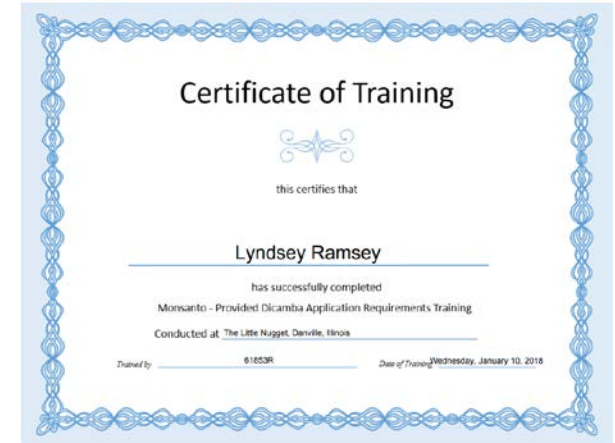 Certificate of Training
this certifies that
Lyndsey Ramsey
has successfully completed
Monsanto - Provided Dicamba Application Requirements Training
Conducted at The Little Nugget, Danville, Illinois
Trained by 61853R Date of Training Wednesday, January 10, 2018